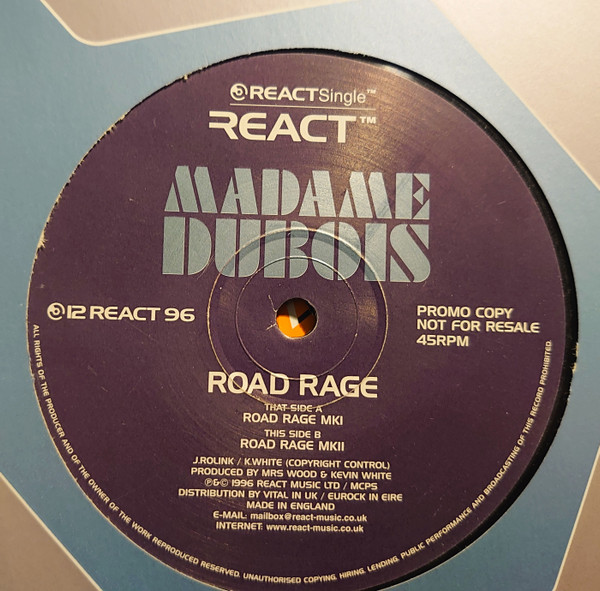 REACTSingle™
REACT™
MADAME
DUBOIS
12 REACT 96
PROMO COPY
NOT FOR RESALE
45RPM
ROAD RAGE
THAT SIDE A
ROAD RAGE MKI
THIS SIDE B
ROAD RAGE MKII
J.ROLINK / K.WHITE (COPYRIGHT CONTROL)
PRODUCED BY MRS WOOD & KEVIN WHITE
℗&© 1996 REACT MUSIC LTD / MCPS
DISTRIBUTION BY VITAL IN UK / EUROCK IN EIRE
MADE IN ENGLAND
E-MAIL: mailbox@react-music.co.uk
INTERNET: www.react-music.co.uk
ALL RIGHTS OF THE PRODUCER AND OF THE OWNER OF THE WORK REPRODUCED RESERVED. UNAUTHORISED COPYING, HIRING, LENDING, PUBLIC PERFORMANCE AND BROADCASTING OF THIS RECORD PROHIBITED.